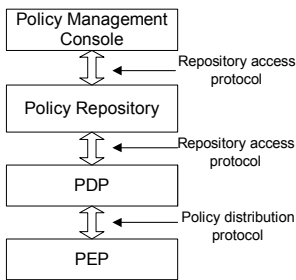 Policy Management
Console
Repository access
protocol
Policy Repository
Repository access
protocol
PDP
Policy distribution
protocol
PEP